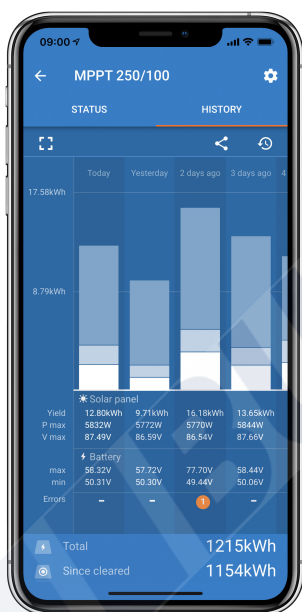 09:00
MPPT 250/100
STATUS HISTORY
Today Yesterday 2 days ago 3 days ago 4
17.58kWh
8.79kWh
Solar panel
Yield 12.80kWh 9.71kWh 16.18kWh 13.65kWh
P max 5832W 5772W 5770W 5844W
V max 87.49V 86.59V 86.54V 87.66V
Battery
max 58.32V 57.72V 77.70V 58.44V
min 50.31V 50.30V 49.44V 50.06V
Errors - - 1 -
Total 1215kWh
Since cleared 1154kWh